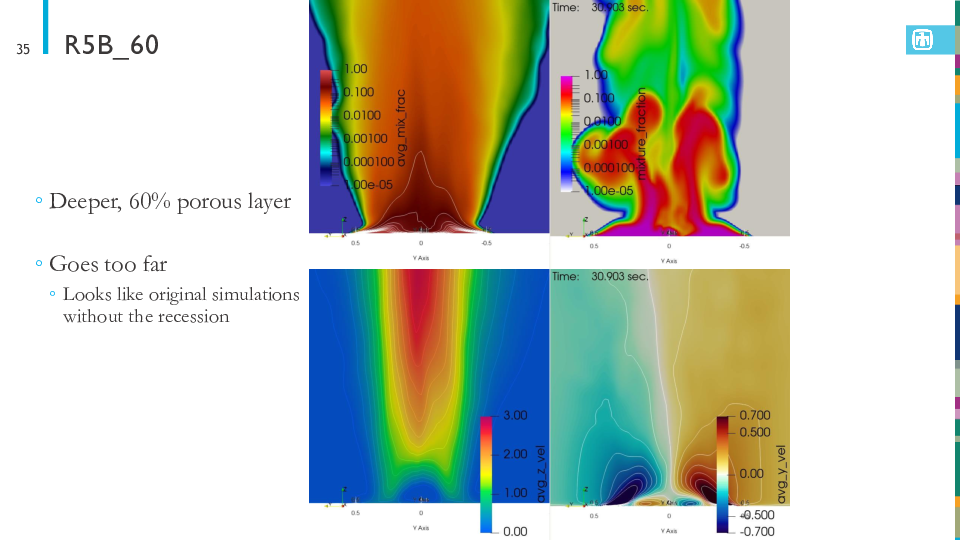 35
R5B_60
Deeper, 60% porous layer
Goes too far
Looks like original simulations
without the recession
1.00
0.100
0.0100
0.00100
0.000100
1.00e-05
avg_mix_frac
0.5
0
-0.5
Y Axis
Time: 30.903 sec.
1.00
0.100
0.0100
0.00100
0.000100
1.00e-05
mixture_fraction
0.5
0
-0.5
Y Axis
3.00
2.00
1.00
0.00
avg_z_vel
0.5
0
Y Axis
Time: 30.903 sec.
0.700
0.500
0.00
-0.500
-0.700
avg_y_vel
0.5
0
Y Axis